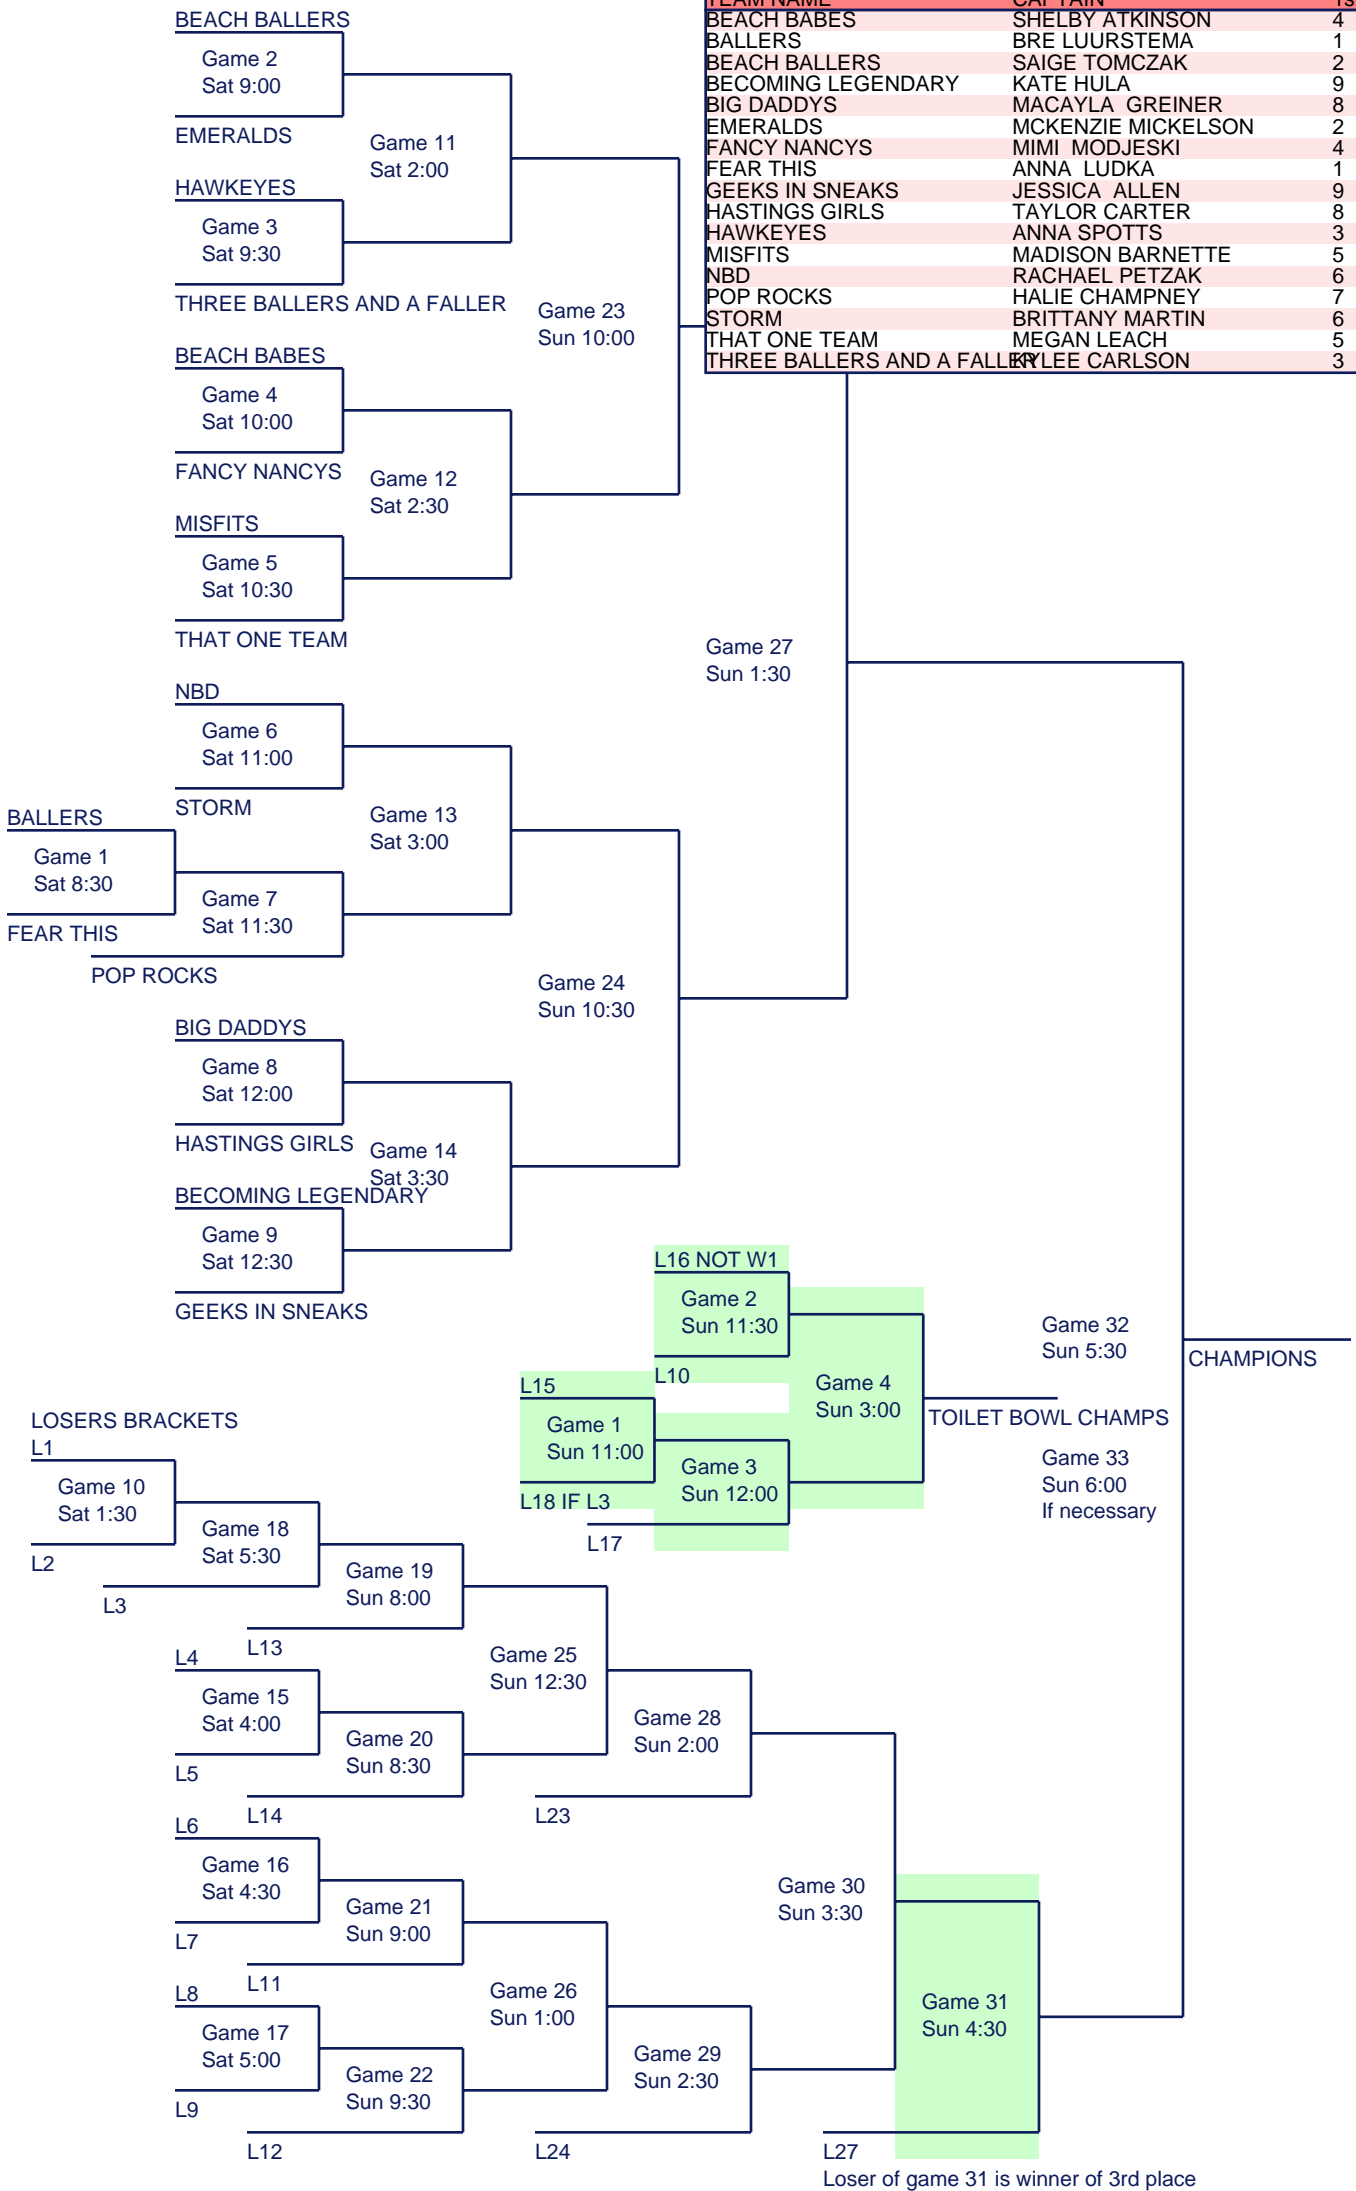 TEAM NAME CAPTAIN 1s
BEACH BABES SHELBY ATKINSON 4
BALLERS BRE LUURSTEMA 1
BEACH BALLERS SAIGE TOMCZAK 2
BECOMING LEGENDARY KATE HULA 9
BIG DADDYS MACAYLA GREINER 8
EMERALDS MCKENZIE MICKELSON 2
FANCY NANCYS MIMI MODJESKI 4
FEAR THIS ANNA LUDKA 1
GEEKS IN SNEAKS JESSICA ALLEN 9
HASTINGS GIRLS TAYLOR CARTER 8
HAWKEYES ANNA SPOTTS 3
MISFITS MADISON BARNETTE 5
NBD RACHAEL PETZAK 6
POP ROCKS HALIE CHAMPNEY 7
STORM BRITTANY MARTIN 6
THAT ONE TEAM MEGAN LEACH 5
THREE BALLERS AND A FALLER KYLEE CARLSON 3
BEACH BALLERS
Game 2
Sat 9:00
EMERALDS
Game 11
Sat 2:00
HAWKEYES
Game 3
Sat 9:30
THREE BALLERS AND A FALLER
Game 23
Sun 10:00
BEACH BABES
Game 4
Sat 10:00
FANCY NANCYS
Game 12
Sat 2:30
MISFITS
Game 5
Sat 10:30
THAT ONE TEAM
Game 27
Sun 1:30
NBD
Game 6
Sat 11:00
STORM
Game 13
Sat 3:00
BALLERS
Game 1
Sat 8:30
FEAR THIS
Game 7
Sat 11:30
POP ROCKS
Game 24
Sun 10:30
BIG DADDYS
Game 8
Sat 12:00
HASTINGS GIRLS
Game 14
Sat 3:30
BECOMING LEGENDARY
Game 9
Sat 12:30
GEEKS IN SNEAKS
L16 NOT W1
Game 2
Sun 11:30
L10
L15
Game 1
Sun 11:00
L18 IF L3
Game 3
Sun 12:00
L17
Game 4
Sun 3:00
TOILET BOWL CHAMPS
Game 32
Sun 5:30
CHAMPIONS
Game 33
Sun 6:00
If necessary
LOSERS BRACKETS
L1
Game 10
Sat 1:30
L2
Game 18
Sat 5:30
L3
Game 19
Sun 8:00
L13
L4
Game 15
Sat 4:00
L5
Game 20
Sun 8:30
L14
Game 25
Sun 12:30
Game 28
Sun 2:00
L23
L6
Game 16
Sat 4:30
L7
Game 21
Sun 9:00
L11
L8
Game 17
Sat 5:00
L9
Game 22
Sun 9:30
L12
Game 26
Sun 1:00
Game 29
Sun 2:30
L24
Game 30
Sun 3:30
Game 31
Sun 4:30
L27
Loser of game 31 is winner of 3rd place